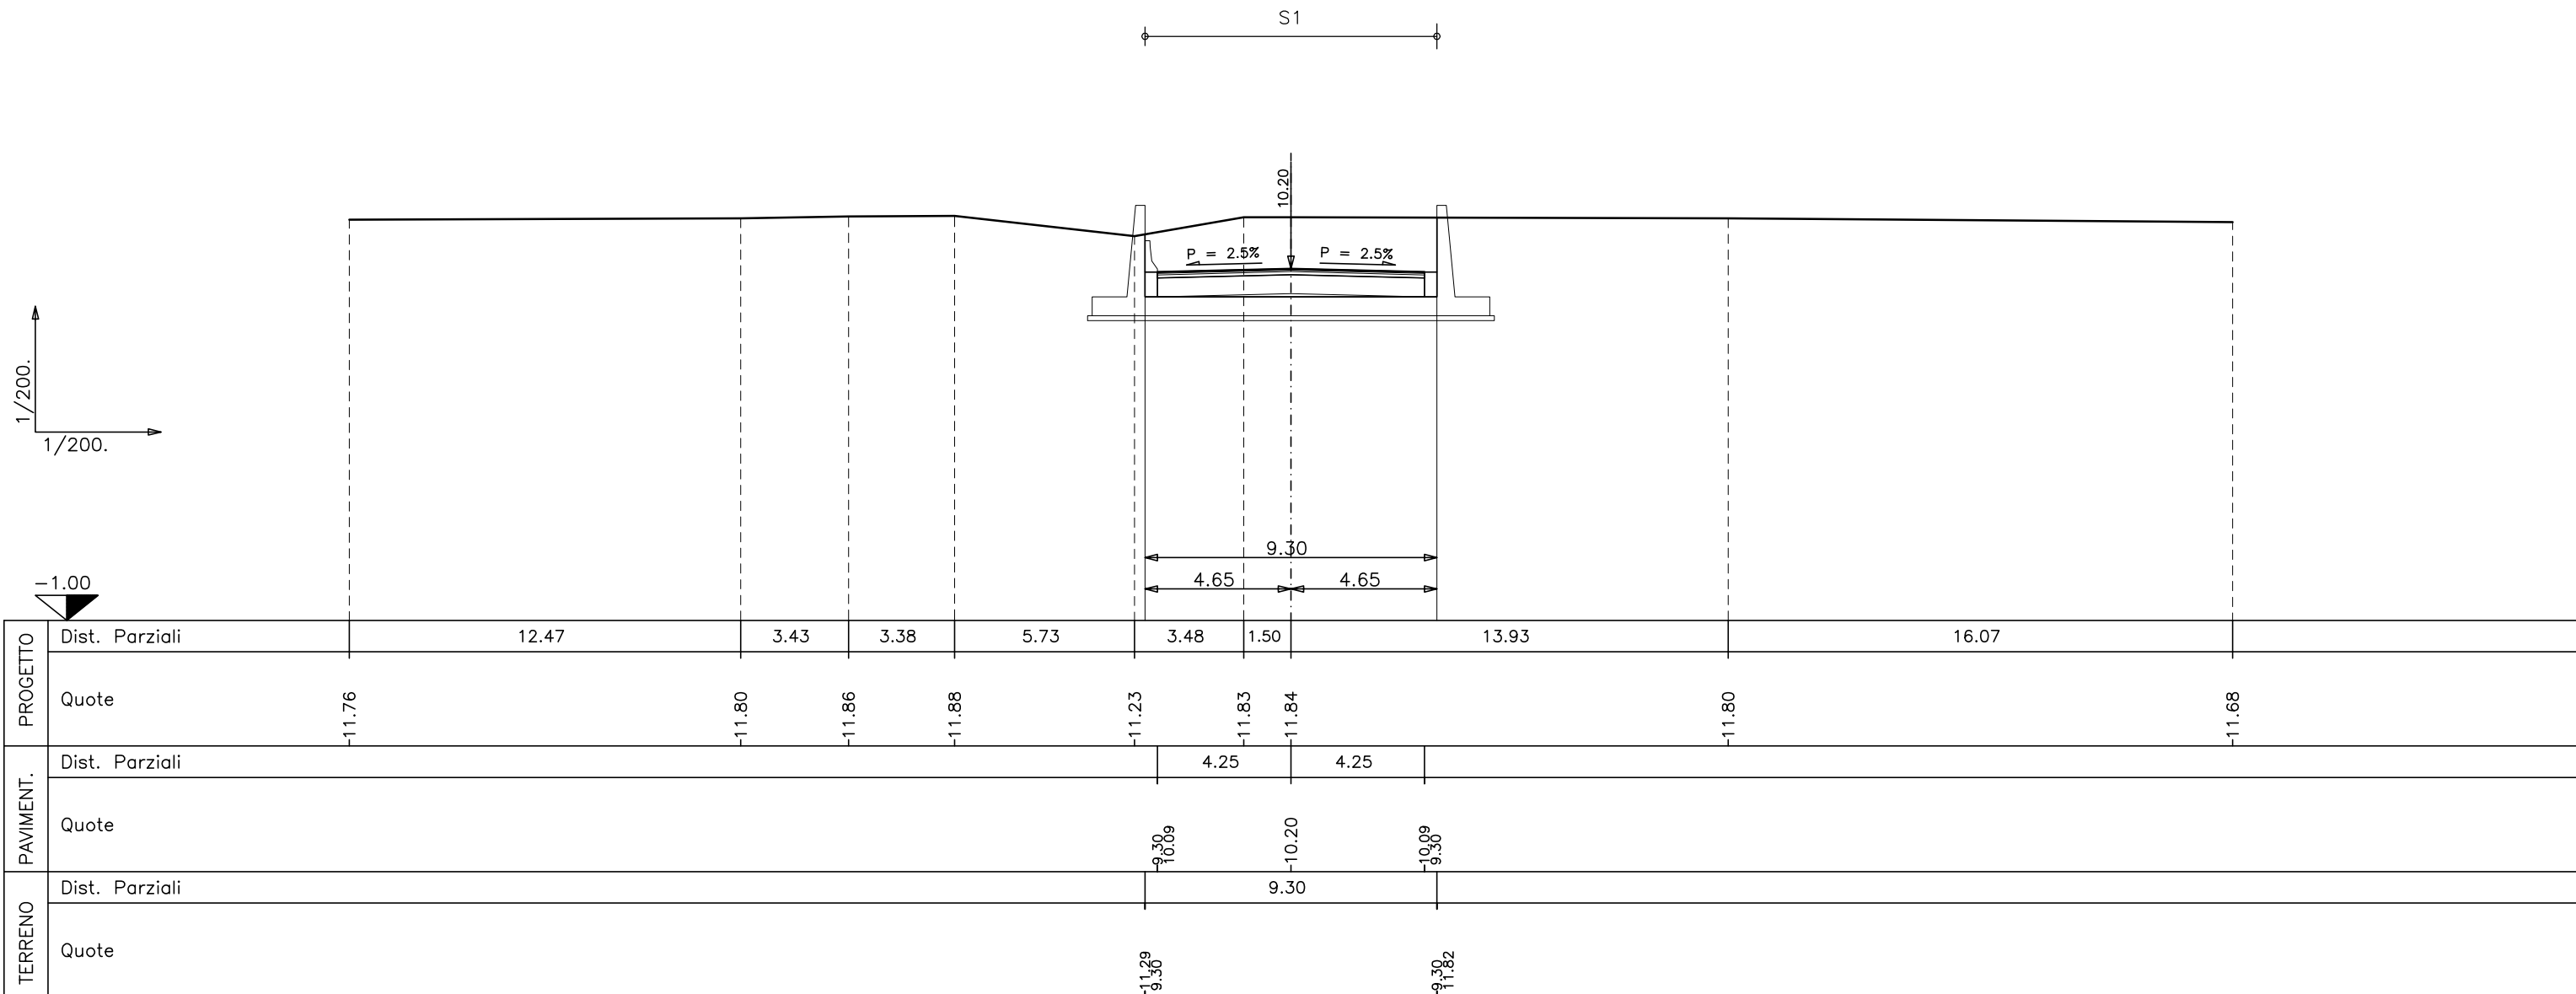 S1
10.20
P = 2.5% P = 2.5%
1/200.
1/200.
9.30
4.65 4.65
-1.00
PROGETTO
Dist. Parziali 12.47 3.43 3.38 5.73 3.48 1.50 13.93 16.07
Quote 11.76 11.80 11.86 11.88 11.23 11.83 11.84 11.80 11.68
PAVIMENT.
Dist. Parziali 4.25 4.25
Quote 9.30 10.09 10.20 10.09 9.30
TERRENO
Dist. Parziali 9.30
Quote 11.29 9.30 9.30 11.82